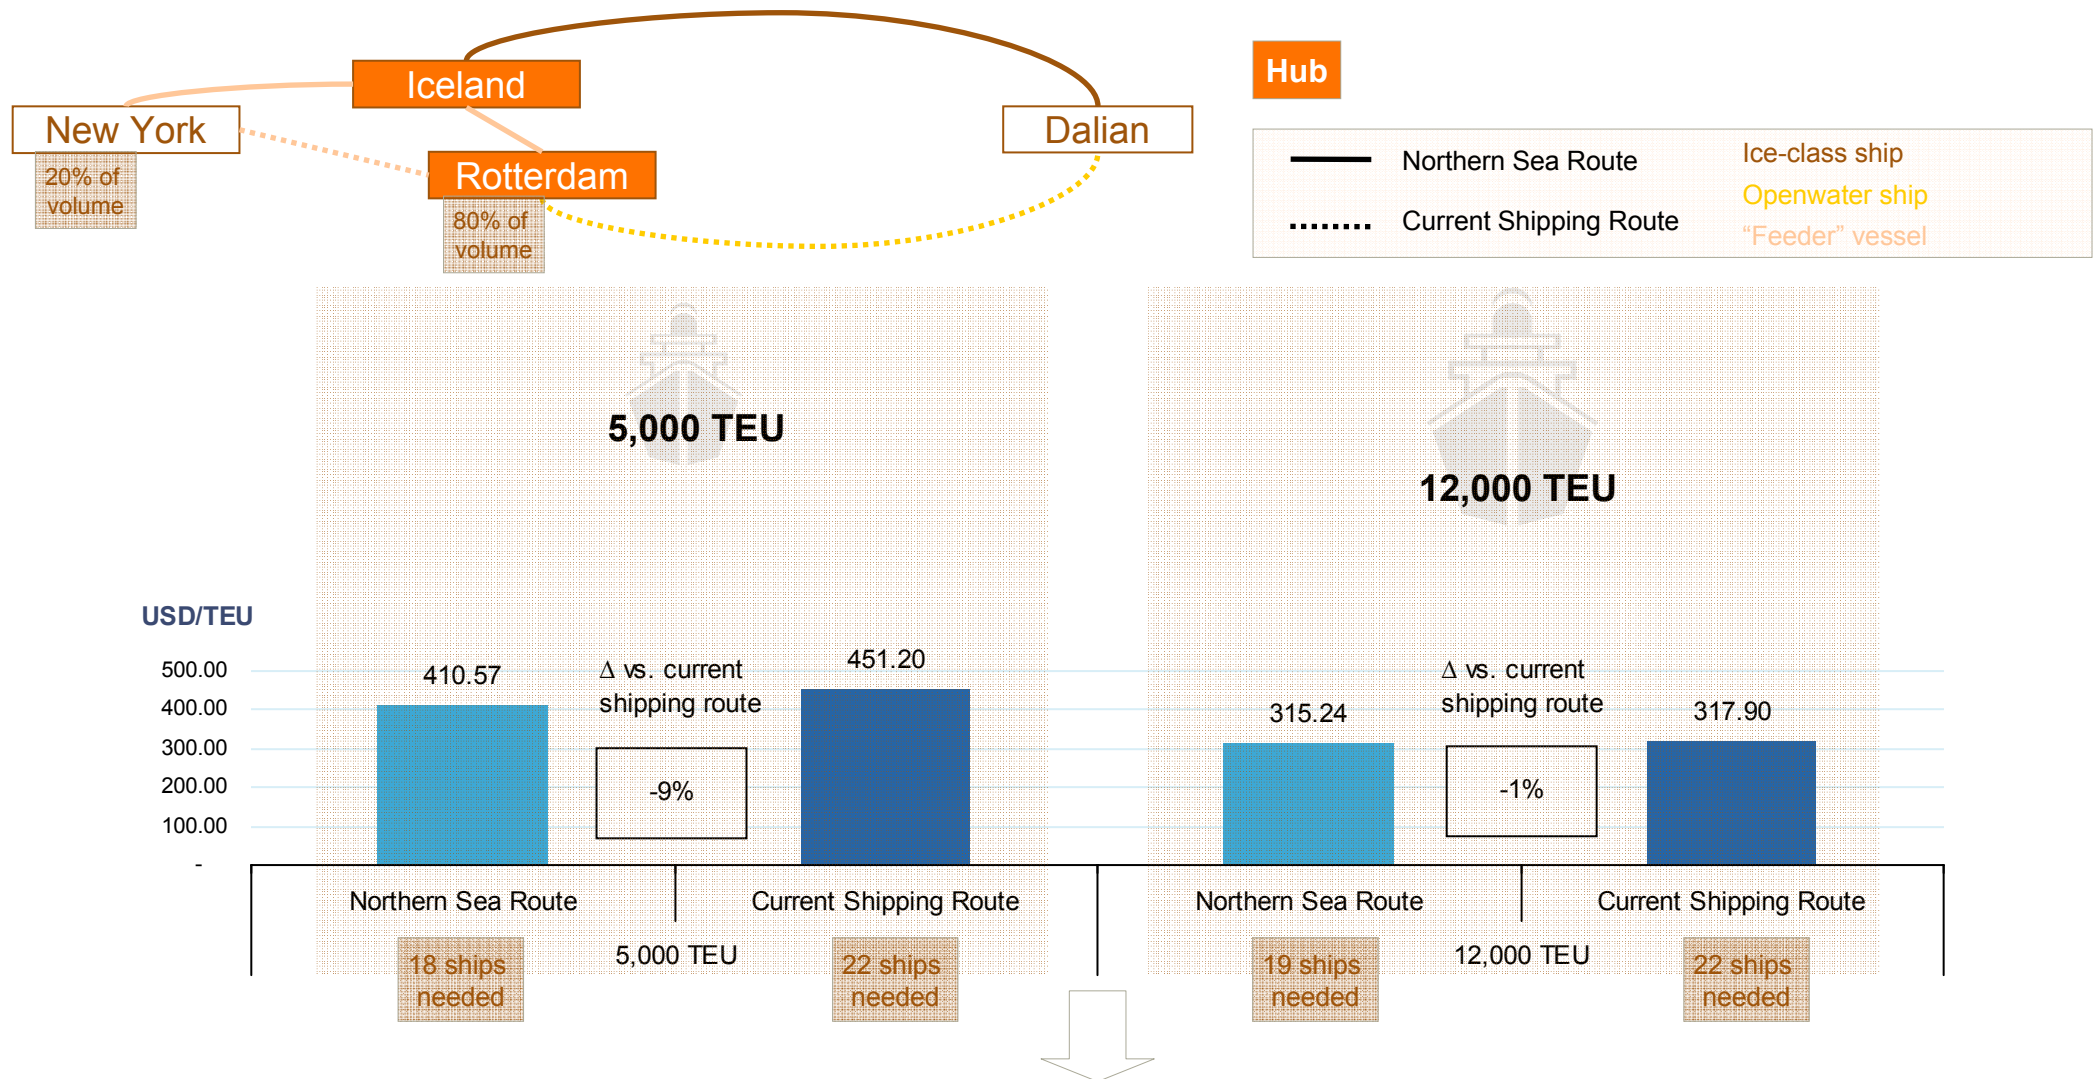 Iceland
New York
20% of
volume
Rotterdam
80% of
volume
Dalian
Hub
Northern Sea Route
Current Shipping Route
Ice-class ship
Openwater ship
“Feeder” vessel
5,000 TEU
12,000 TEU
USD/TEU
500.00
400.00
300.00
200.00
100.00
-
410.57
Δ vs. current
shipping route
-9%
451.20
315.24
Δ vs. current
shipping route
-1%
317.90
Northern Sea Route
Current Shipping Route
Northern Sea Route
Current Shipping Route
18 ships
needed
5,000 TEU
22 ships
needed
19 ships
needed
12,000 TEU
22 ships
needed